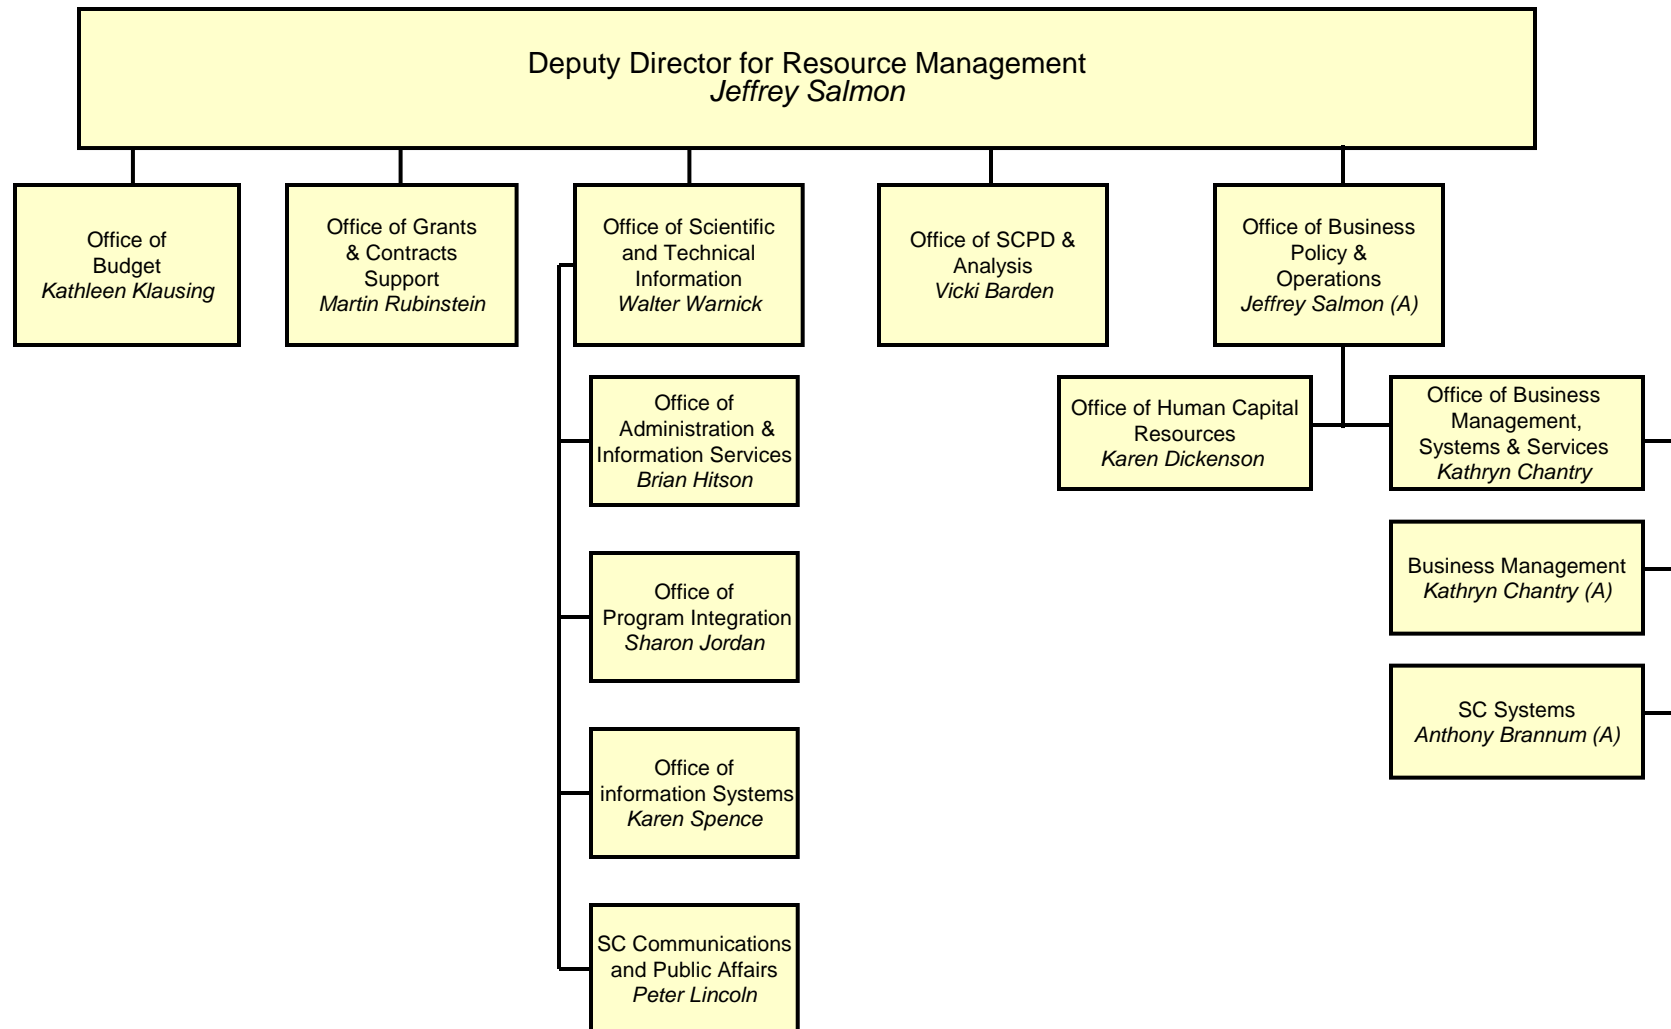 Deputy Director for Resource Management
Jeffrey Salmon
Office of
Budget
Kathleen Klausing
Office of Grants
& Contracts
Support
Martin Rubinstein
Office of Scientific
and Technical
Information
Walter Warnick
Office of SCPD &
Analysis
Vicki Barden
Office of Business
Policy &
Operations
Jeffrey Salmon (A)
Office of
Administration &
Information Services
Brian Hitson
Office of Human Capital
Resources
Karen Dickenson
Office of Business
Management,
Systems & Services
Kathryn Chantry
Office of
Program Integration
Sharon Jordan
Business Management
Kathryn Chantry (A)
SC Systems
Anthony Brannum (A)
Office of
information Systems
Karen Spence
SC Communications
and Public Affairs
Peter Lincoln